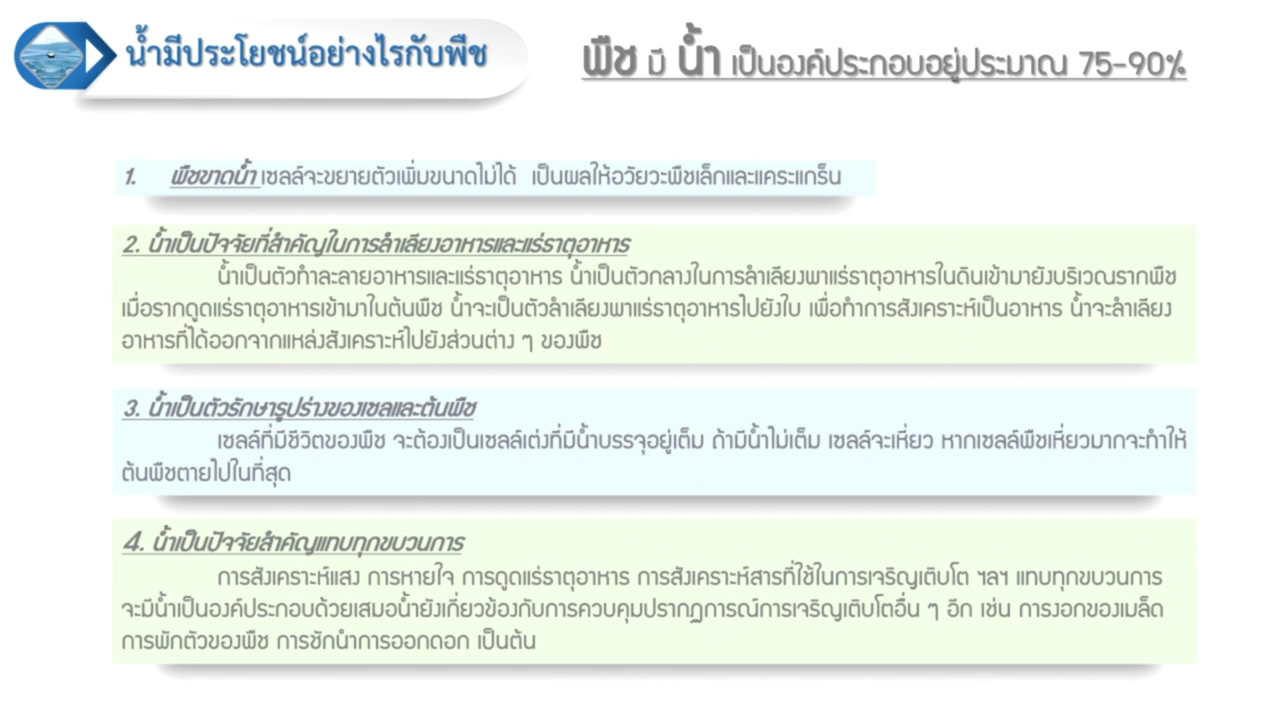 น้ำมีประโยชน์อย่างไรกับพืช
พืช มี น้ำ เป็นองค์ประกอบอยู่ประมาณ 75-90%
1. พืชขาดน้ำ เซลล์จะขยายตัวเพิ่มขนาดไม่ได้ เป็นผลให้อวัยวะพืชเล็กและแคระแกร็น
2. น้ำเป็นปัจจัยที่สำคัญในการลำเลียงอาหารและแร่ธาตุอาหาร
น้ำเป็นตัวทำละลายอาหารและแร่ธาตุอาหาร น้ำเป็นตัวกลางในการลำเลียงพาแร่ธาตุอาหารในดินเข้ามายังบริเวณรากพืช
เมื่อรากดูดแร่ธาตุอาหารเข้ามาในต้นพืช น้ำจะเป็นตัวลำเลียงพาแร่ธาตุอาหารไปยังใบ เพื่อทำการสังเคราะห์เป็นอาหาร น้ำจะลำเลียง
อาหารที่ได้ออกจากแหล่งสังเคราะห์ไปยังส่วนต่าง ๆ ของพืช
3. น้ำเป็นตัวรักษารูปร่างของเซลและต้นพืช
เซลล์ที่มีชีวิตของพืช จะต้องเป็นเซลล์เต่งที่มีน้ำบรรจุอยู่เต็ม ถ้ามีน้ำไม่เต็ม เซลล์จะเหี่ยว หากเซลล์พืชเหี่ยวมากจะทำให้
ต้นพืชตายไปในที่สุด
4. น้ำเป็นปัจจัยสำคัญแทบทุกขบวนการ
การสังเคราะห์แสง การหายใจ การดูดแร่ธาตุอาหาร การสังเคราะห์สารที่ใช้ในการเจริญเติบโต ฯลฯ แทบทุกขบวนการ
จะมีน้ำเป็นองค์ประกอบด้วยเสมอน้ำยังเกี่ยวข้องกับการควบคุมปรากฏการณ์การเจริญเติบโตอื่น ๆ อีก เช่น การงอกของเมล็ด
การพักตัวของพืช การชักนำการออกดอก เป็นต้น